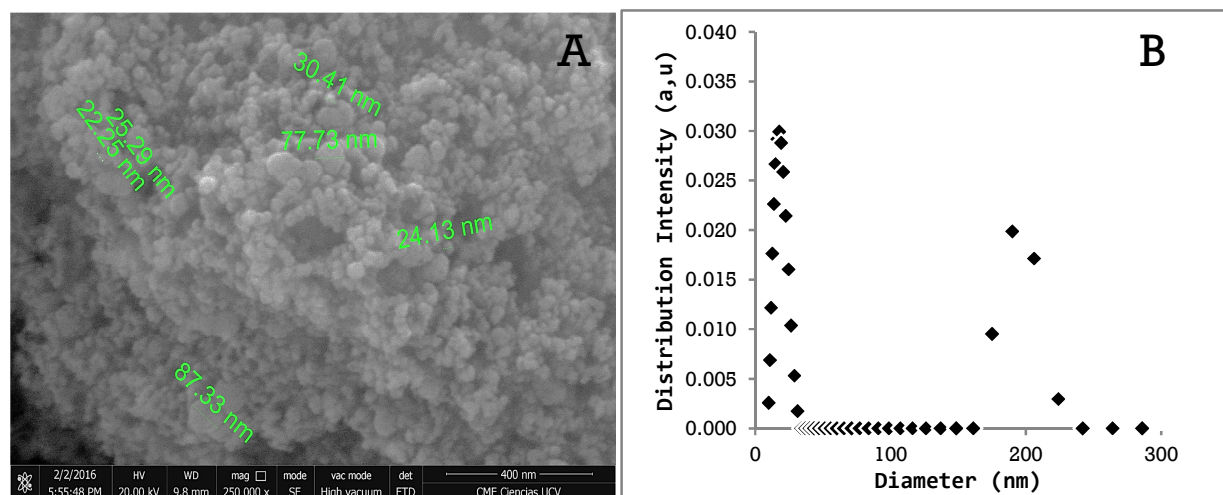 A
30.41 nm
77.73 nm
25.29 nm
22.25 nm
24.13 nm
87.33 nm
2/2/2016
5:55:48 PM
HV
20.00 kV
WD
9.8 mm
mag □
250 000 x
mode
SE
vac mode
High vacuum
det
ETD
400 nm
CME Ciencias UCV
B
Distribution Intensity (a,u)
0.040
0.035
0.030
0.025
0.020
0.015
0.010
0.005
0.000
0
100
200
300
Diameter (nm)